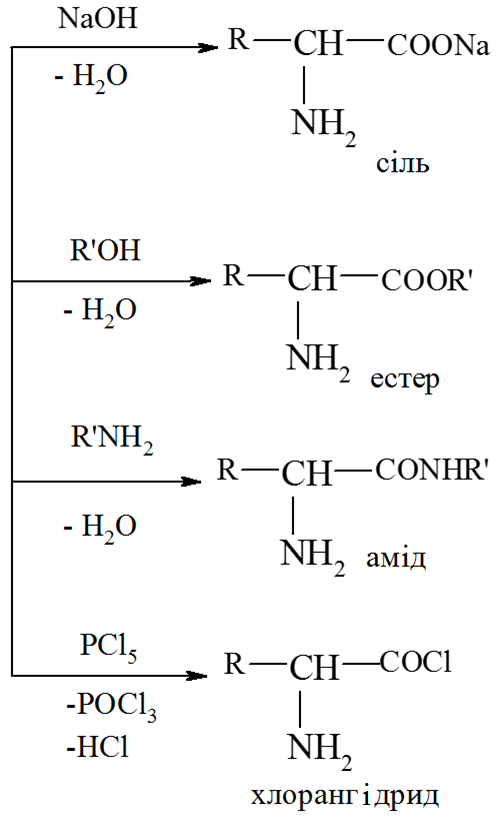 NaOH
- H₂O
R — CH — COONa
NH₂
сіль
R'OH
- H₂O
R — CH — COOR'
NH₂
естер
R'NH₂
- H₂O
R — CH — CONHR'
NH₂
амід
PCl₅
-POCl₃
-HCl
R — CH — COCl
NH₂
хлорангідрид